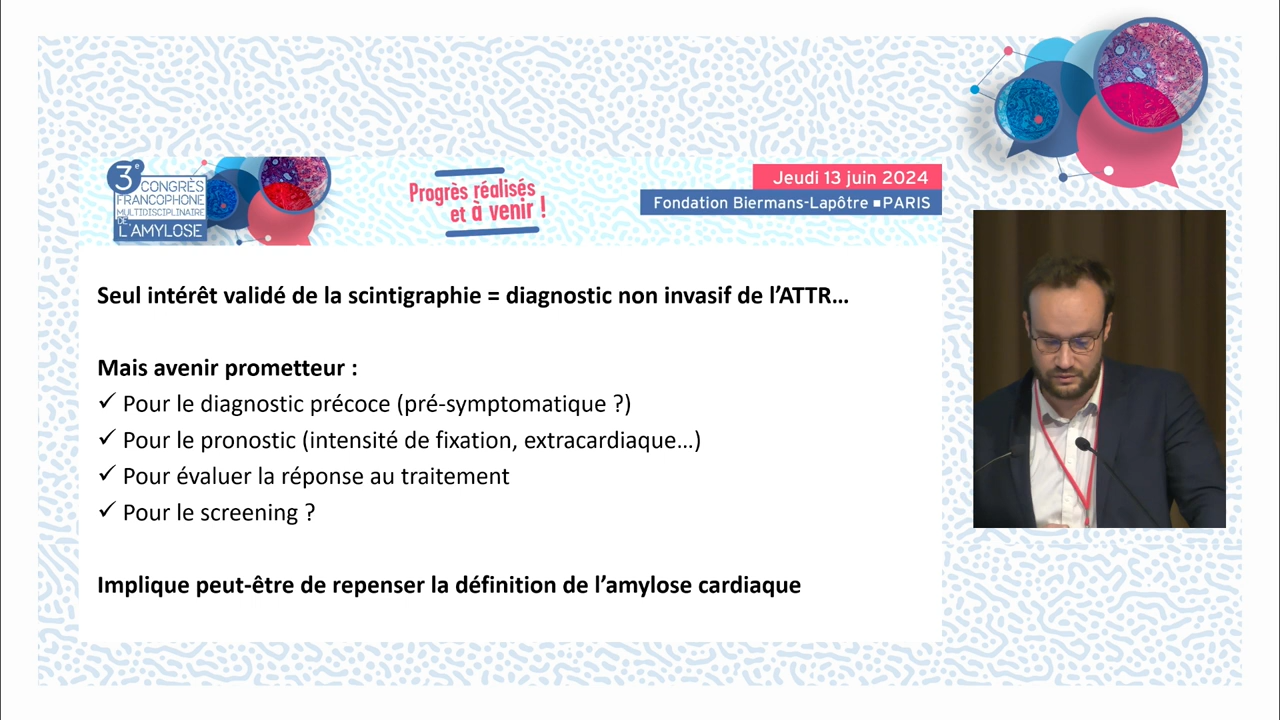 3e
CONGRÈS
FRANCOPHONE
MULTIDISCIPLINAIRE
DE
L'AMYLOSE
Progrès réalisés
et à venir !
Jeudi 13 juin 2024
Fondation Biermans-Lapôtre ■ PARIS
Seul intérêt validé de la scintigraphie = diagnostic non invasif de l’ATTR…
Mais avenir prometteur :
✓ Pour le diagnostic précoce (pré-symptomatique ?)
✓ Pour le pronostic (intensité de fixation, extracardiaque…)
✓ Pour évaluer la réponse au traitement
✓ Pour le screening ?
Implique peut-être de repenser la définition de l’amylose cardiaque